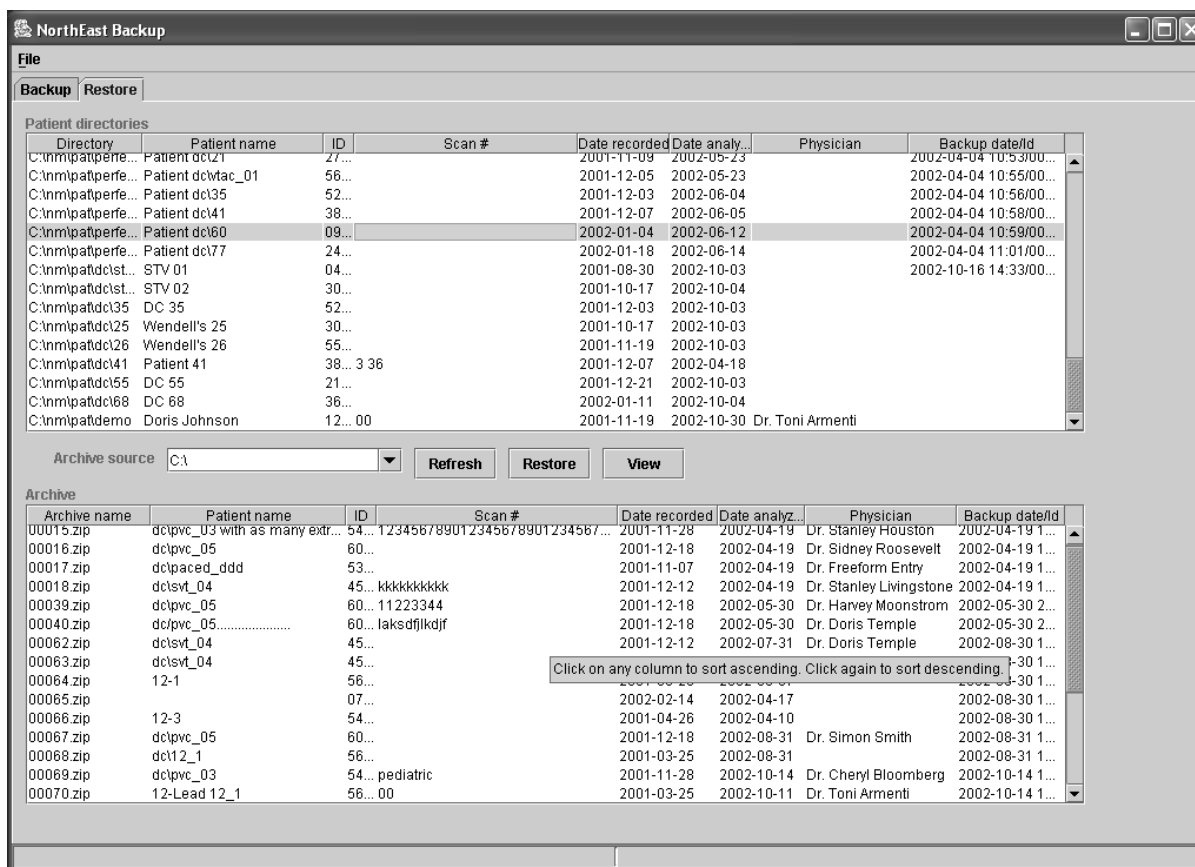 NorthEast Backup
File
Backup Restore
Patient directories
Directory Patient name ID Scan # Date recorded Date analy... Physician Backup date/Id
C:\nm\pat\perfe... Patient dc\21 27... 2001-11-09 2002-05-23 2002-04-04 10:53/00...
C:\nm\pat\perfe... Patient dc\vtac_01 56... 2001-12-05 2002-05-23 2002-04-04 10:55/00...
C:\nm\pat\perfe... Patient dc\35 52... 2001-12-03 2002-06-04 2002-04-04 10:56/00...
C:\nm\pat\perfe... Patient dc\41 38... 2001-12-07 2002-06-05 2002-04-04 10:58/00...
C:\nm\pat\perfe... Patient dc\60 09... 2002-01-04 2002-06-12 2002-04-04 10:59/00...
C:\nm\pat\perfe... Patient dc\77 24... 2002-01-18 2002-06-14 2002-04-04 11:01/00...
C:\nm\pat\dc\st... STV 01 04... 2001-08-30 2002-10-03 2002-10-16 14:33/00...
C:\nm\pat\dc\st... STV 02 30... 2001-10-17 2002-10-04
C:\nm\pat\dc\35 DC 35 52... 2001-12-03 2002-10-03
C:\nm\pat\dc\25 Wendell's 25 30... 2001-10-17 2002-10-03
C:\nm\pat\dc\26 Wendell's 26 55... 2001-11-19 2002-10-03
C:\nm\pat\dc\41 Patient 41 38... 3 36 2001-12-07 2002-04-18
C:\nm\pat\dc\55 DC 55 21... 2001-12-21 2002-10-03
C:\nm\pat\dc\68 DC 68 36... 2002-01-11 2002-10-04
C:\nm\pat\demo Doris Johnson 12... 00 2001-11-19 2002-10-30 Dr. Toni Armenti
Archive source C:\ Refresh Restore View
Archive
Archive name Patient name ID Scan # Date recorded Date analyz... Physician Backup date/Id
00015.zip dc\pvc_03 with as many extr... 54... 123456789012345678901234567... 2001-11-28 2002-04-19 Dr. Stanley Houston 2002-04-19 1...
00016.zip dc\pvc_05 60... 2001-12-18 2002-04-19 Dr. Sidney Roosevelt 2002-04-19 1...
00017.zip dc\paced_ddd 53... 2001-11-07 2002-04-19 Dr. Freeform Entry 2002-04-19 1...
00018.zip dc\svt_04 45... kkkkkkkkkk 2001-12-12 2002-04-19 Dr. Stanley Livingstone 2002-04-19 1...
00039.zip dc\pvc_05 60... 11223344 2001-12-18 2002-05-30 Dr. Harvey Moonstrom 2002-05-30 2...
00040.zip dc/pvc_05..................... 60... laksdfjlkdjf 2001-12-18 2002-05-30 Dr. Doris Temple 2002-05-30 2...
00062.zip dc\svt_04 45... 2001-12-12 2002-07-31 Dr. Doris Temple 2002-08-30 1...
00063.zip dc\svt_04 45... Click on any column to sort ascending. Click again to sort descending. -30 1...
00064.zip 12-1 56... -30 1...
00065.zip 07... 2002-02-14 2002-04-17 2002-08-30 1...
00066.zip 12-3 54... 2001-04-26 2002-04-10 2002-08-30 1...
00067.zip dc\pvc_05 60... 2001-12-18 2002-08-31 Dr. Simon Smith 2002-08-31 1...
00068.zip dc\12_1 56... 2001-03-25 2002-08-31 2002-08-31 1...
00069.zip dc\pvc_03 54... pediatric 2001-11-28 2002-10-14 Dr. Cheryl Bloomberg 2002-10-14 1...
00070.zip 12-Lead 12_1 56... 00 2001-03-25 2002-10-11 Dr. Toni Armenti 2002-10-14 1...